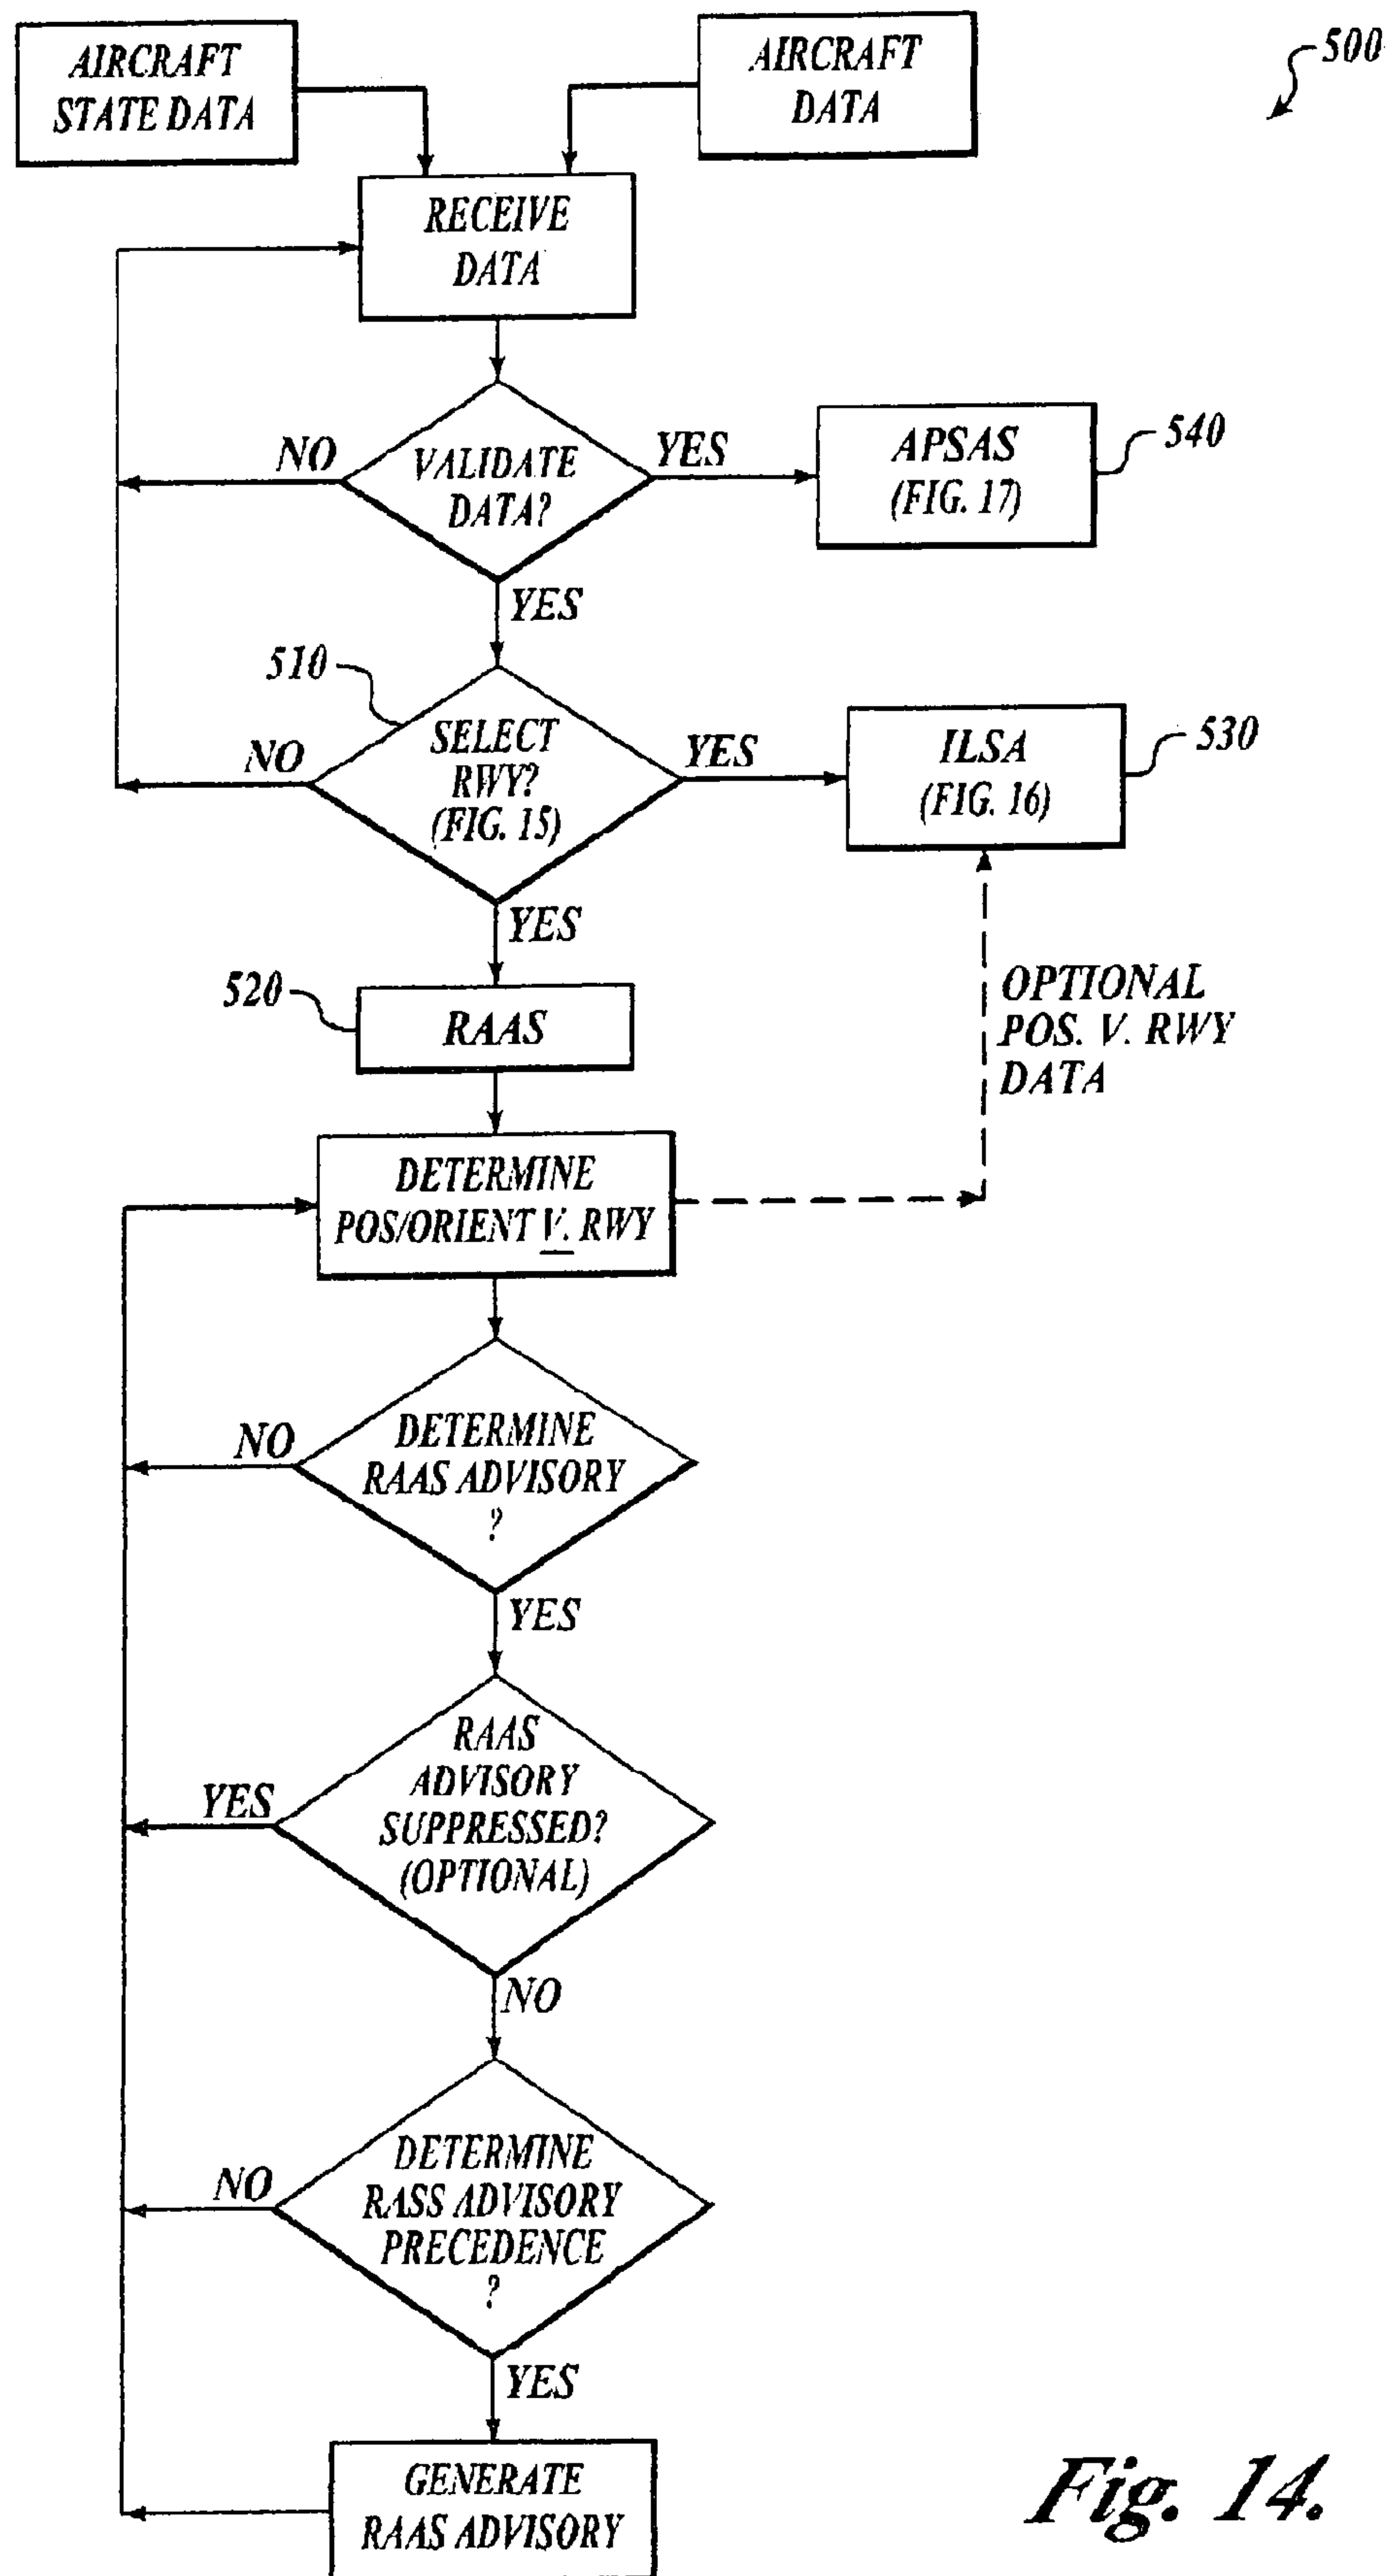 AIRCRAFT
STATE DATA
AIRCRAFT
DATA
500
RECEIVE
DATA
NO
VALIDATE
DATA?
YES
APSAS
(FIG. 17)
540
YES
510
NO
SELECT
RWY?
(FIG. 15)
YES
ILSA
(FIG. 16)
530
YES
520
RAAS
OPTIONAL
POS. V. RWY
DATA
DETERMINE
POS/ORIENT V. RWY
NO
DETERMINE
RAAS ADVISORY
?
YES
YES
RAAS
ADVISORY
SUPPRESSED?
(OPTIONAL)
NO
NO
DETERMINE
RASS ADVISORY
PRECEDENCE
?
YES
GENERATE
RAAS ADVISORY
Fig. 14.